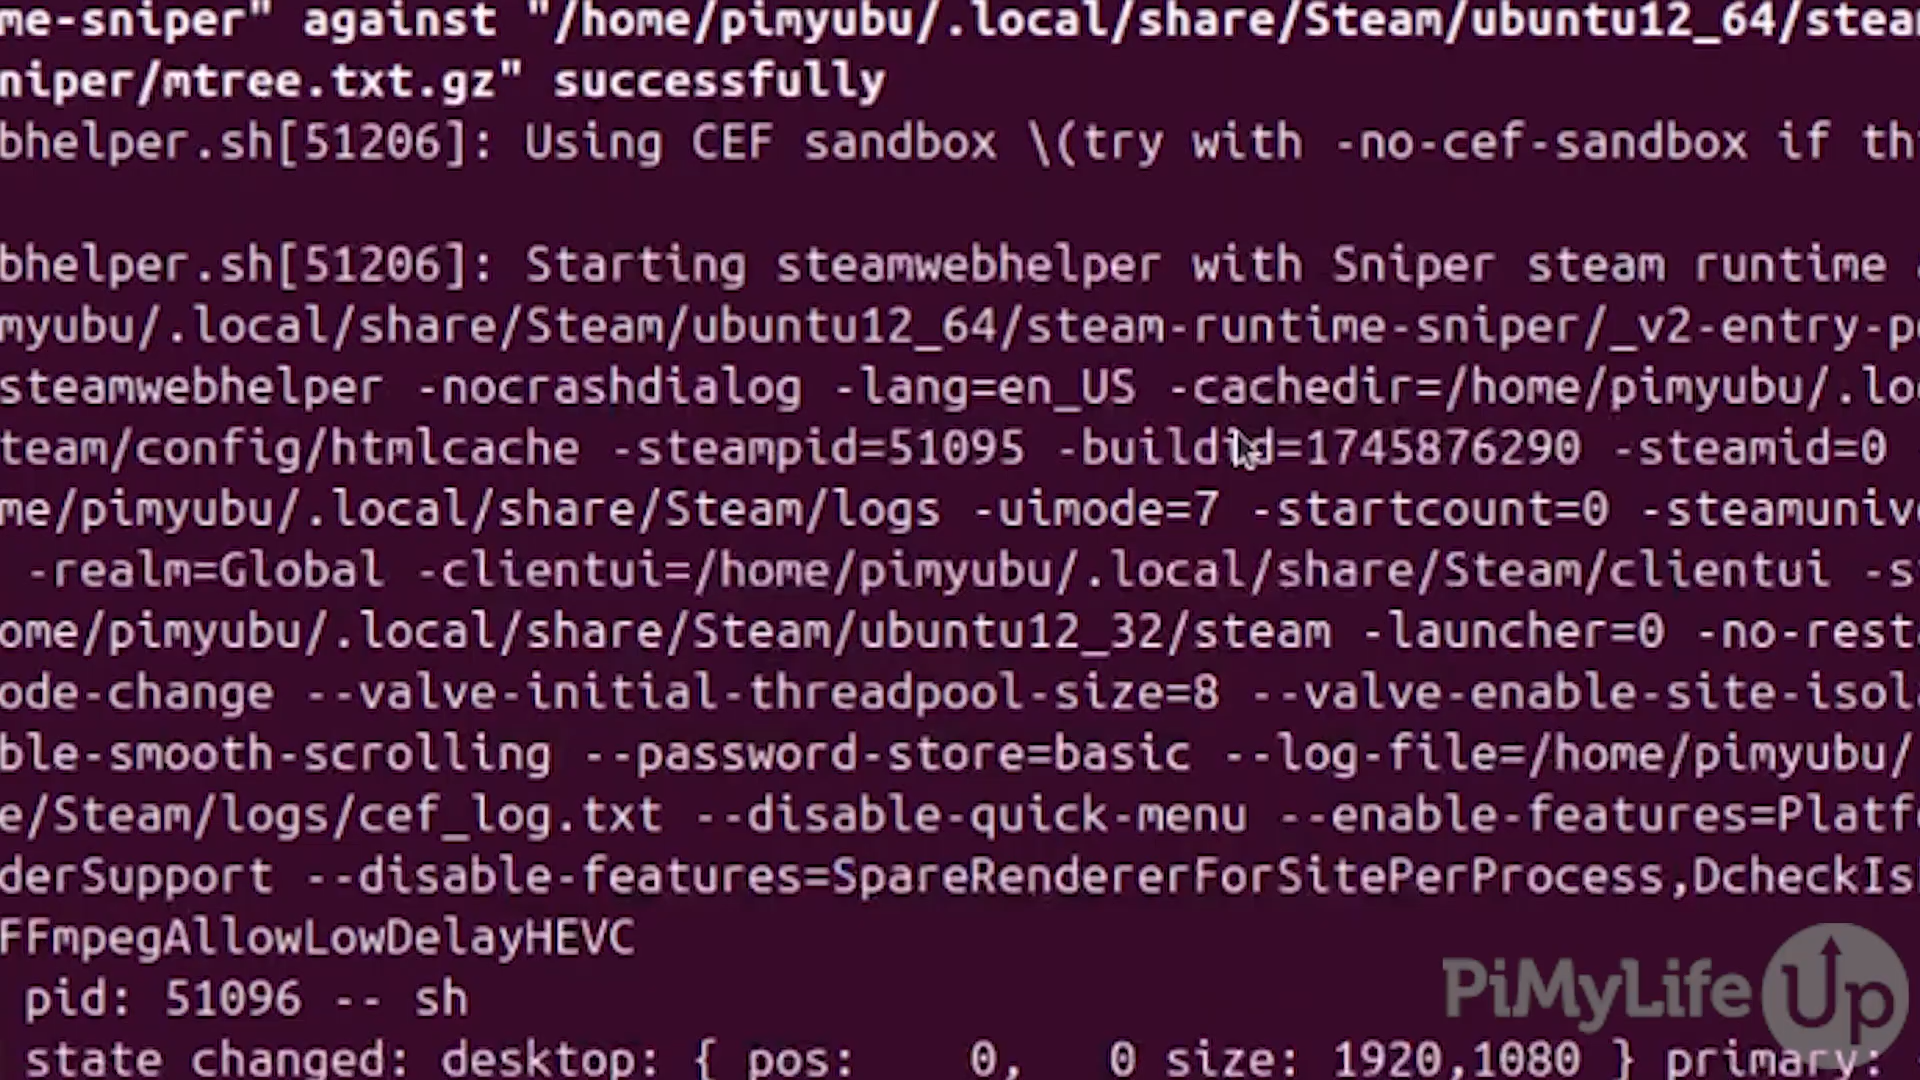 me-sniper" against "/home/pimyubu/.local/share/Steam/ubuntu12_64/stea
niper/mtree.txt.gz" successfully
bhelper.sh[51206]: Using CEF sandbox \(try with -no-cef-sandbox if th
bhelper.sh[51206]: Starting steamwebhelper with Sniper steam runtime
myubu/.local/share/Steam/ubuntu12_64/steam-runtime-sniper/_v2-entry-p
steamwebhelper -nocrashdialog -lang=en_US -cachedir=/home/pimyubu/.lo
team/config/htmlcache -steampid=51095 -buildid=1745876290 -steamid=0
me/pimyubu/.local/share/Steam/logs -uimode=7 -startcount=0 -steamuniv
-realm=Global -clientui=/home/pimyubu/.local/share/Steam/clientui -s
ome/pimyubu/.local/share/Steam/ubuntu12_32/steam -launcher=0 -no-rest
ode-change --valve-initial-threadpool-size=8 --valve-enable-site-isol
ble-smooth-scrolling --password-store=basic --log-file=/home/pimyubu/
e/Steam/logs/cef_log.txt --disable-quick-menu --enable-features=Platf
derSupport --disable-features=SpareRendererForSitePerProcess,DcheckIs
FFmpegAllowLowDelayHEVC
pid: 51096 -- sh
state changed: desktop: { pos: 0, 0 size: 1920,1080 } primary:
PiMyLifeUp